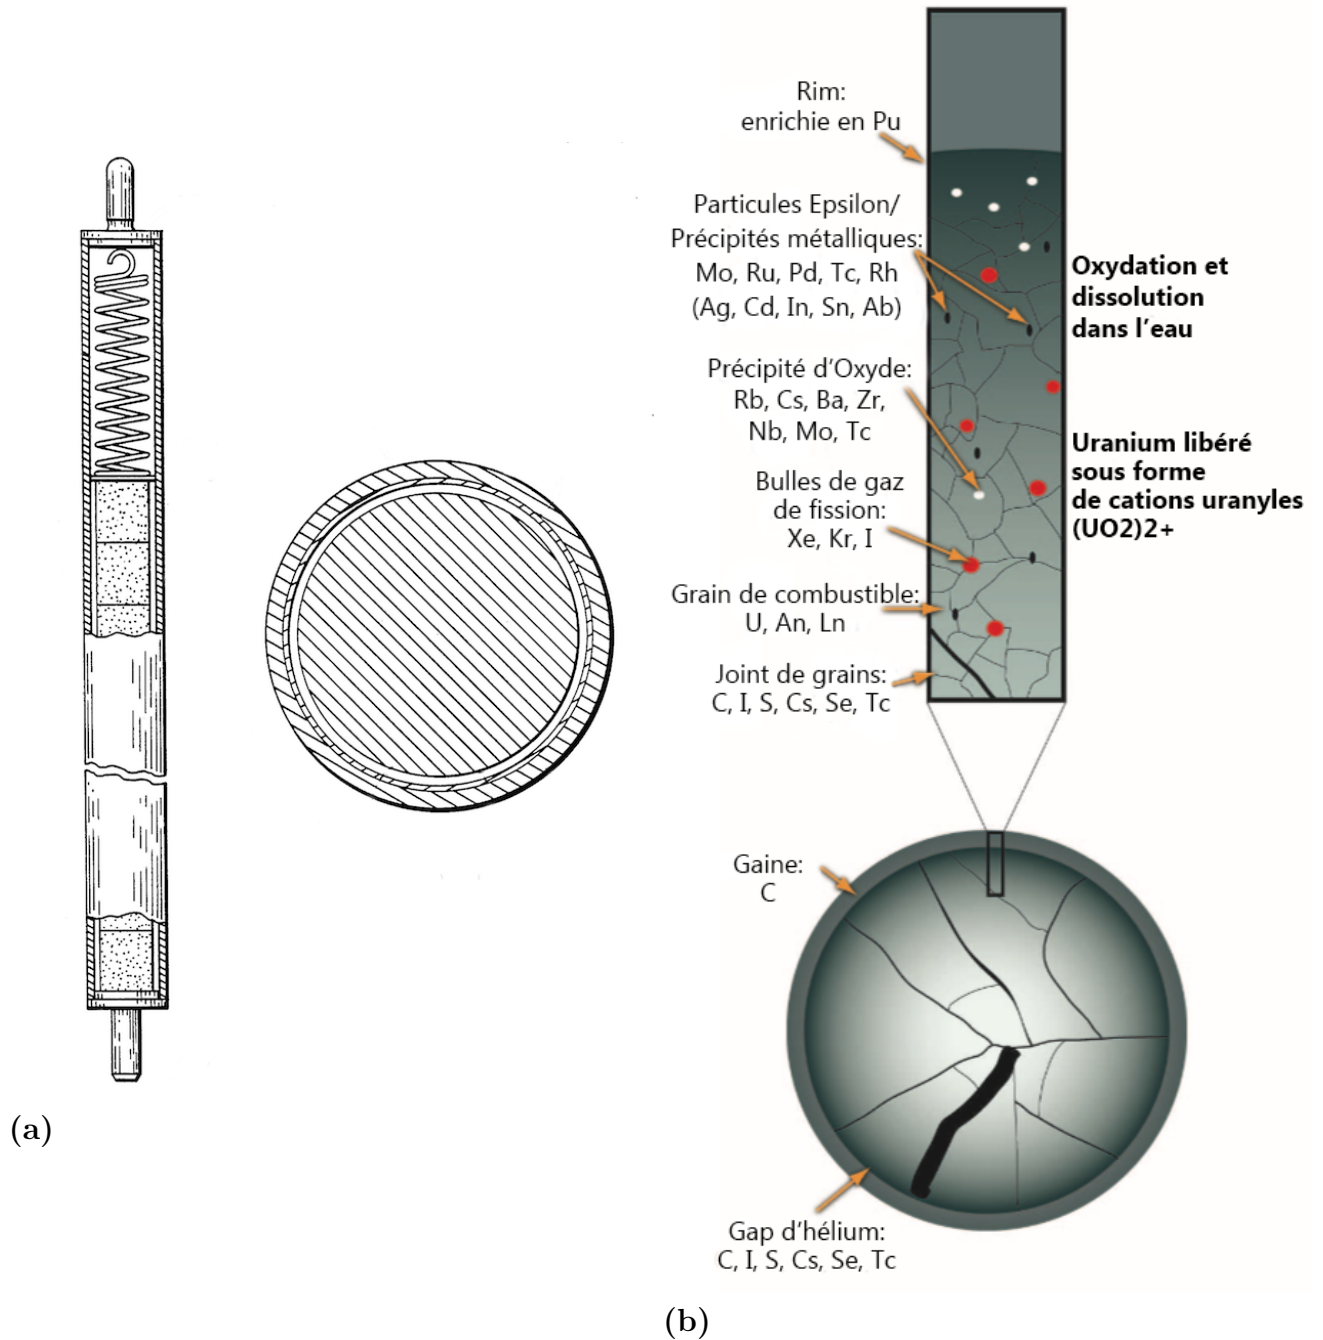 Rim:
enrichie en Pu
Particules Epsilon/
Précipités métalliques:
Mo, Ru, Pd, Tc, Rh
(Ag, Cd, In, Sn, Ab)
Oxydation et
dissolution
dans l'eau
Précipité d'Oxyde:
Rb, Cs, Ba, Zr,
Nb, Mo, Tc
Uranium libéré
sous forme
de cations uranyles
(UO2)2+
Bulles de gaz
de fission:
Xe, Kr, I
Grain de combustible:
U, An, Ln
Joint de grains:
C, I, S, Cs, Se, Tc
Gaine:
C
Gap d'hélium:
C, I, S, Cs, Se, Tc
(a)
(b)